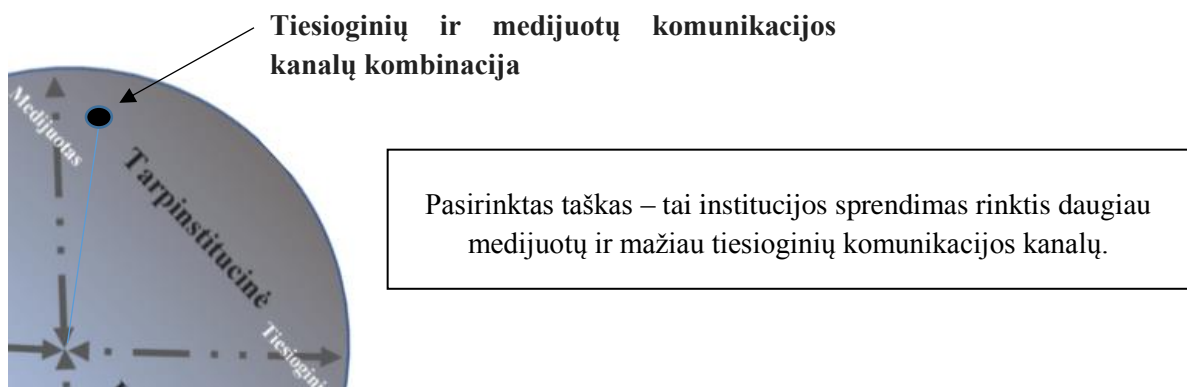 Tiesioginių ir medijuotų komunikacijos
kanalų kombinacija
Medijuotas
Tarpinstitucinė
Pasirinktas taškas – tai institucijos sprendimas rinktis daugiau
medijuotų ir mažiau tiesioginių komunikacijos kanalų.
Tiesiogini